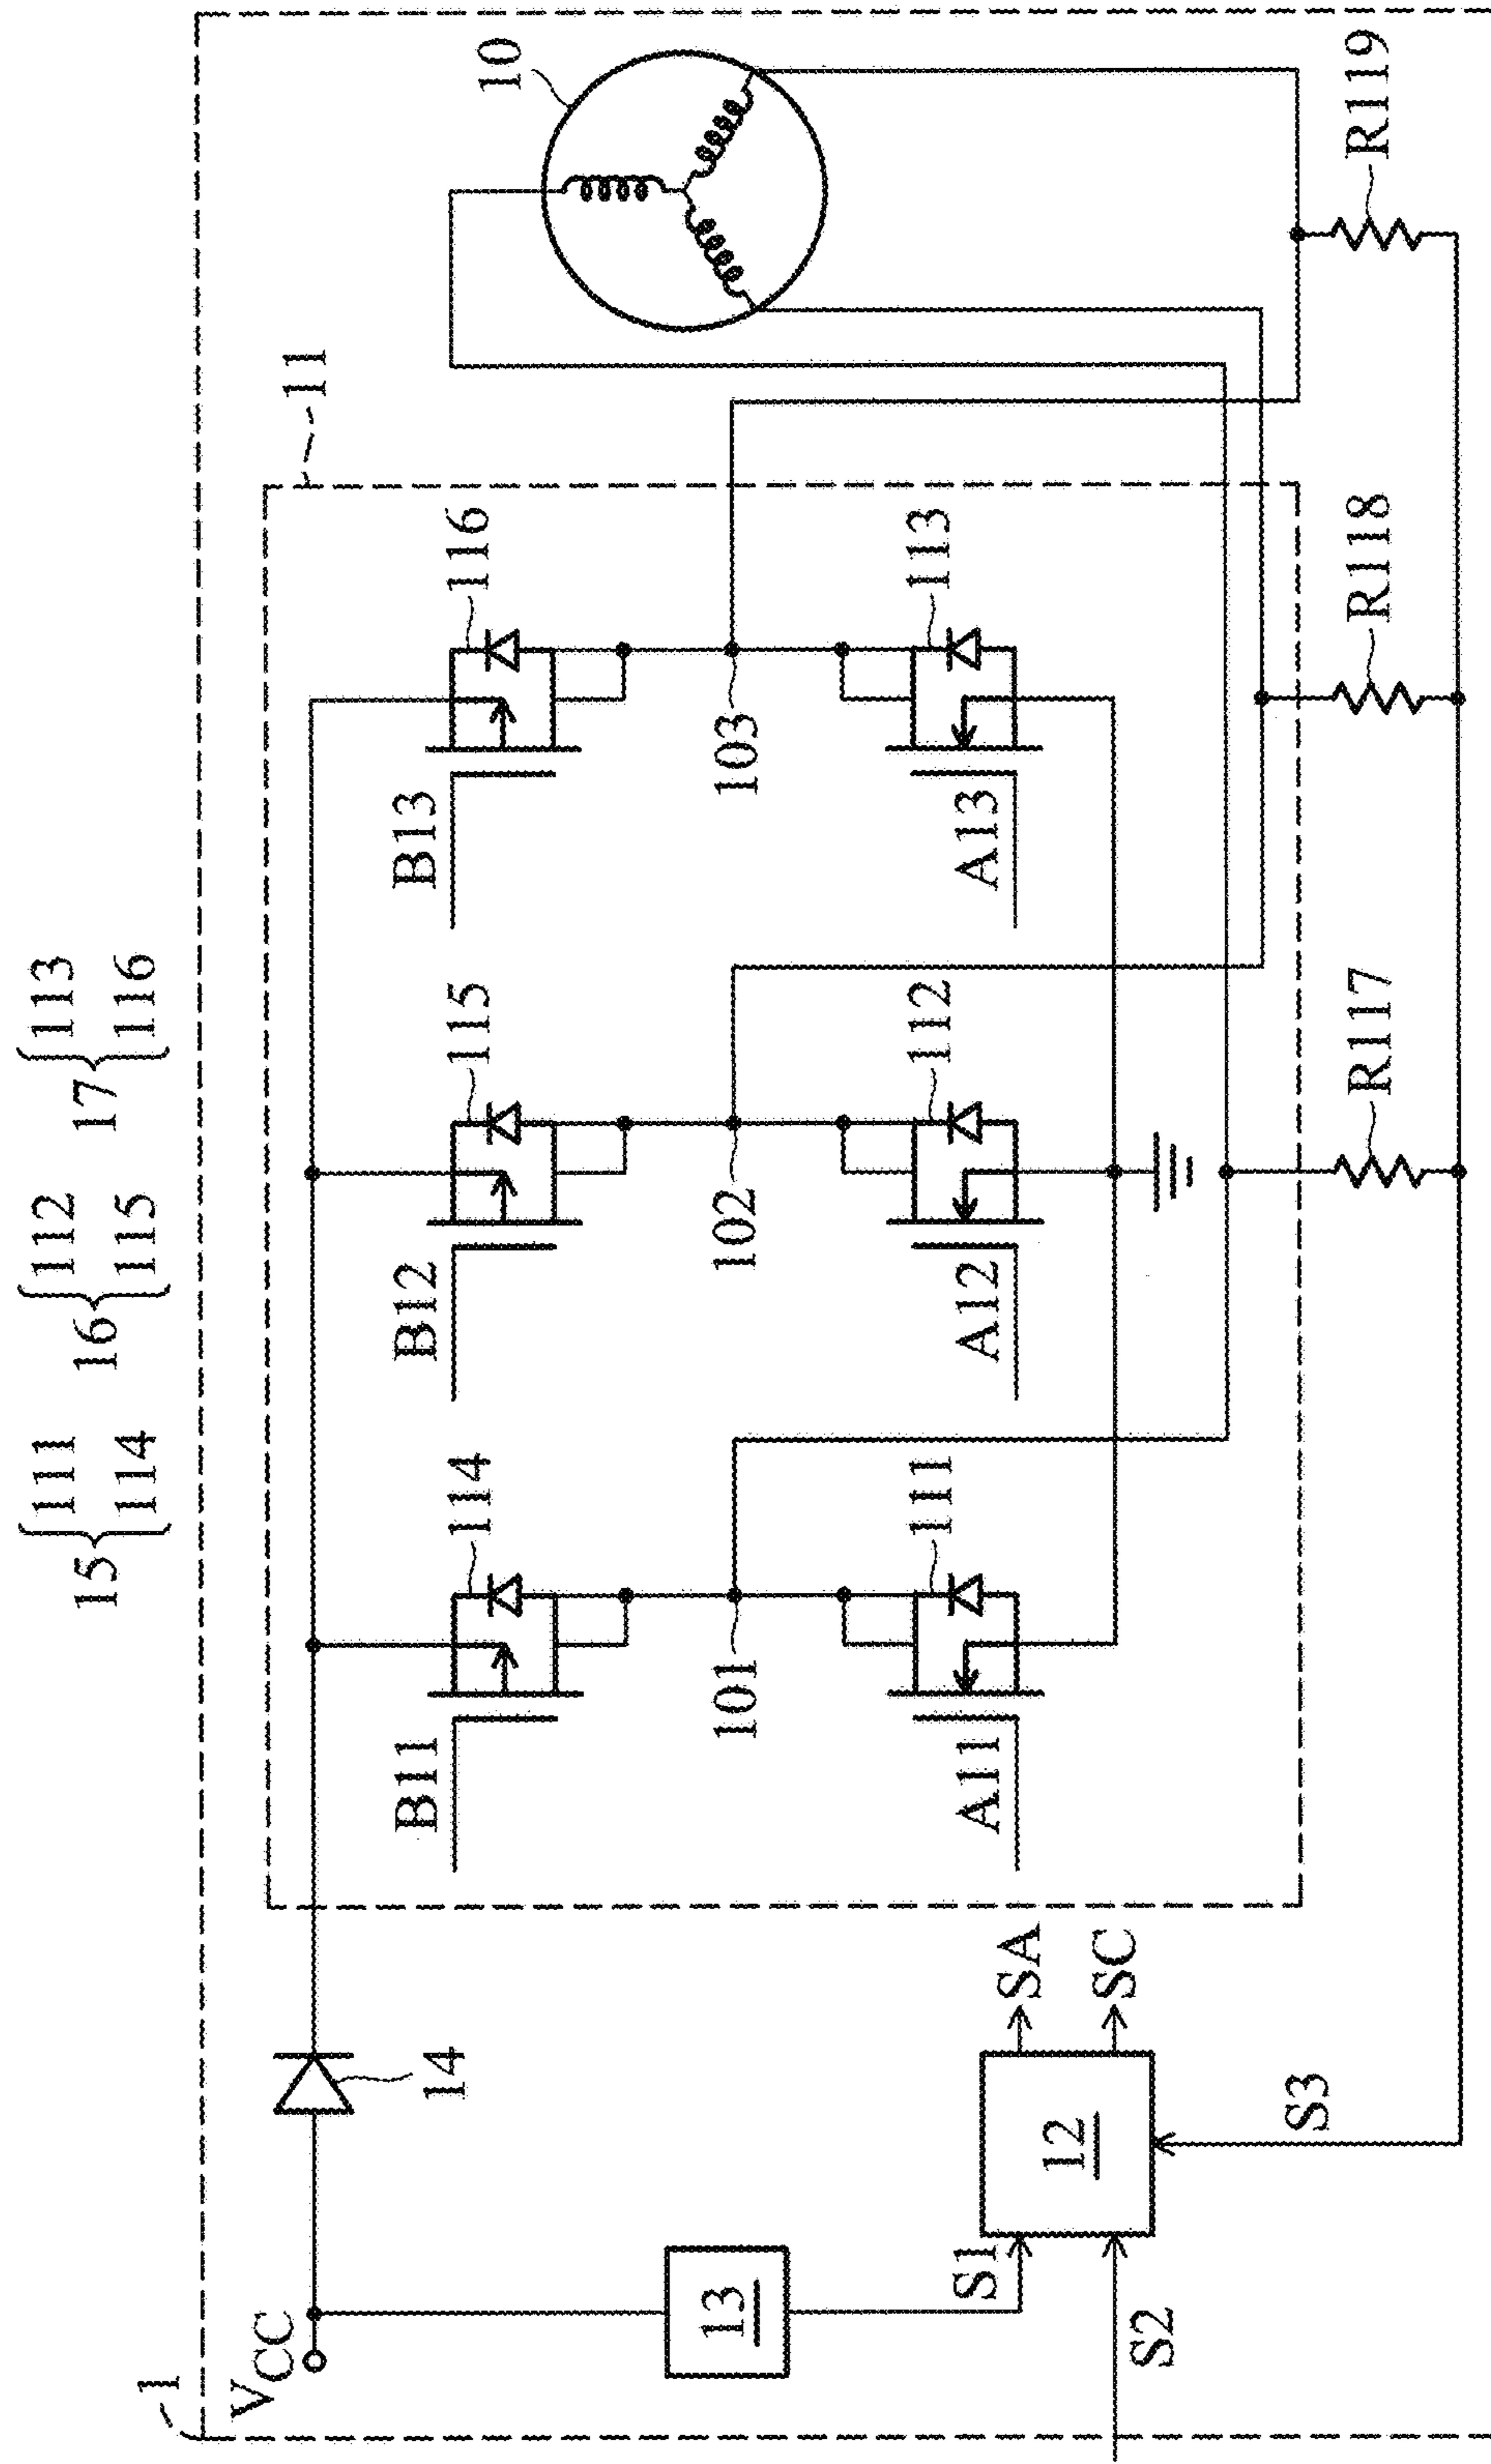 15 { 111 114
16 { 112 115
17 { 113 116
1
VCC
14
11
B11
114
B12
115
B13
116
10
13
101
102
103
S1
12
SA
SC
A11
111
A12
112
A13
113
S2
S3
R117
R118
R119